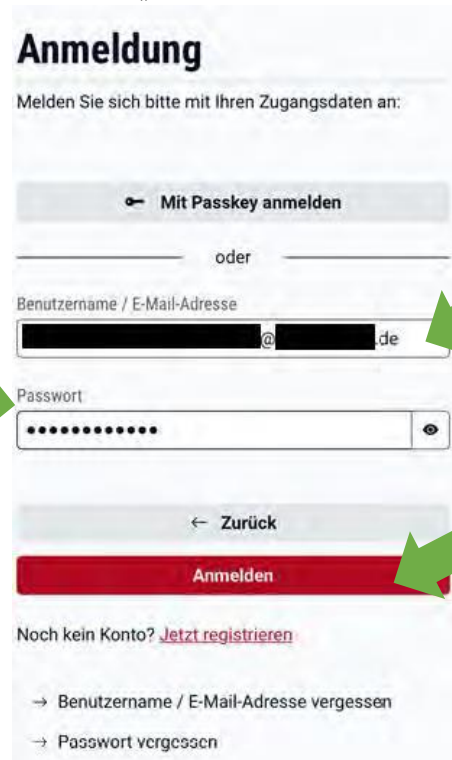 Anmeldung
Melden Sie sich bitte mit Ihren Zugangsdaten an:
Mit Passkey anmelden
oder
Benutzername / E-Mail-Adresse
@ .de
Passwort
••••••••••••
← Zurück
Anmelden
Noch kein Konto? Jetzt registrieren
→ Benutzername / E-Mail-Adresse vergessen
→ Passwort vergessen